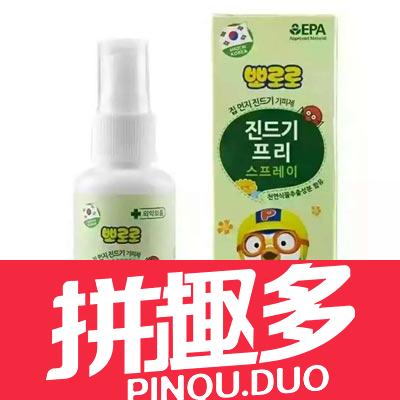 EPA
Approved Material
MADE IN
KOREA
뽀로로
집먼지 진드기 기피제
진드기
프리
스프레이
천연식물추출성분 함유
P
의약외품
뽀로로
拼趣多
PINQU.DUO